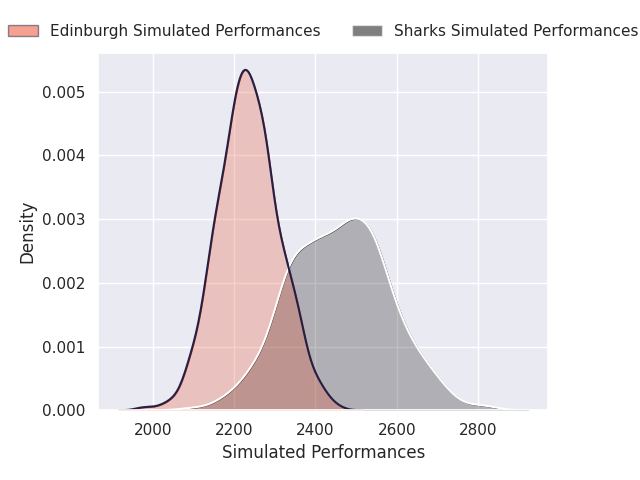 Edinburgh Simulated Performances Sharks Simulated Performances
0.005
0.004
0.003
0.002
0.001
0.000
Density
2000 2200 2400 2600 2800
Simulated Performances